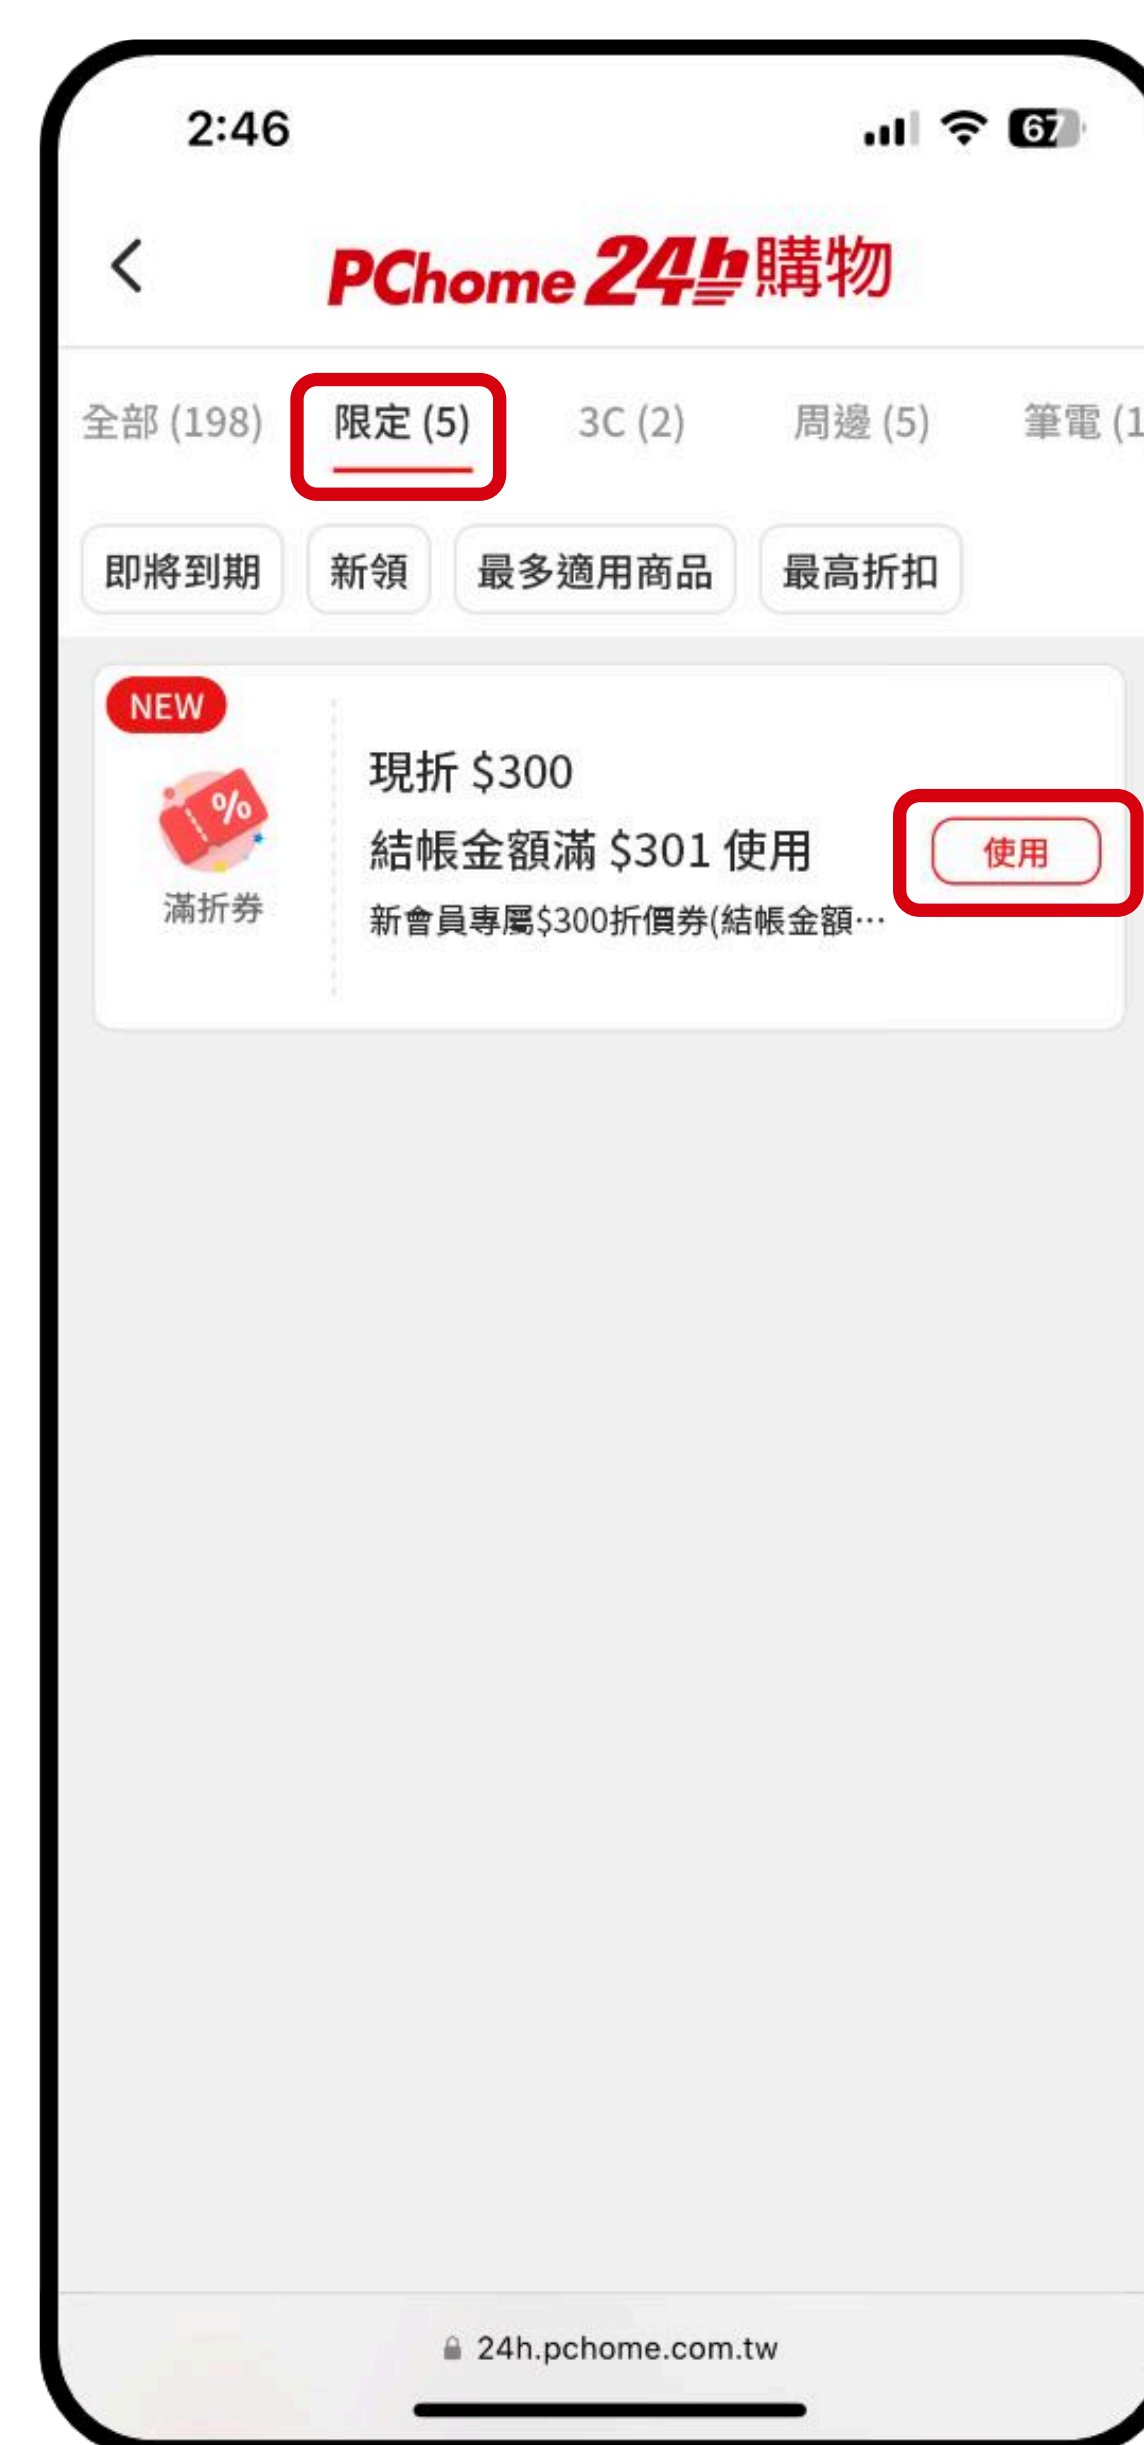 2:46
67
PChome 24h購物
全部 (198)
限定 (5)
3C (2)
周邊 (5)
筆電 (1
即將到期
新領
最多適用商品
最高折扣
NEW
%
滿折券
現折 $300
結帳金額滿 $301 使用
新會員專屬$300折價券(結帳金額…
使用
24h.pchome.com.tw